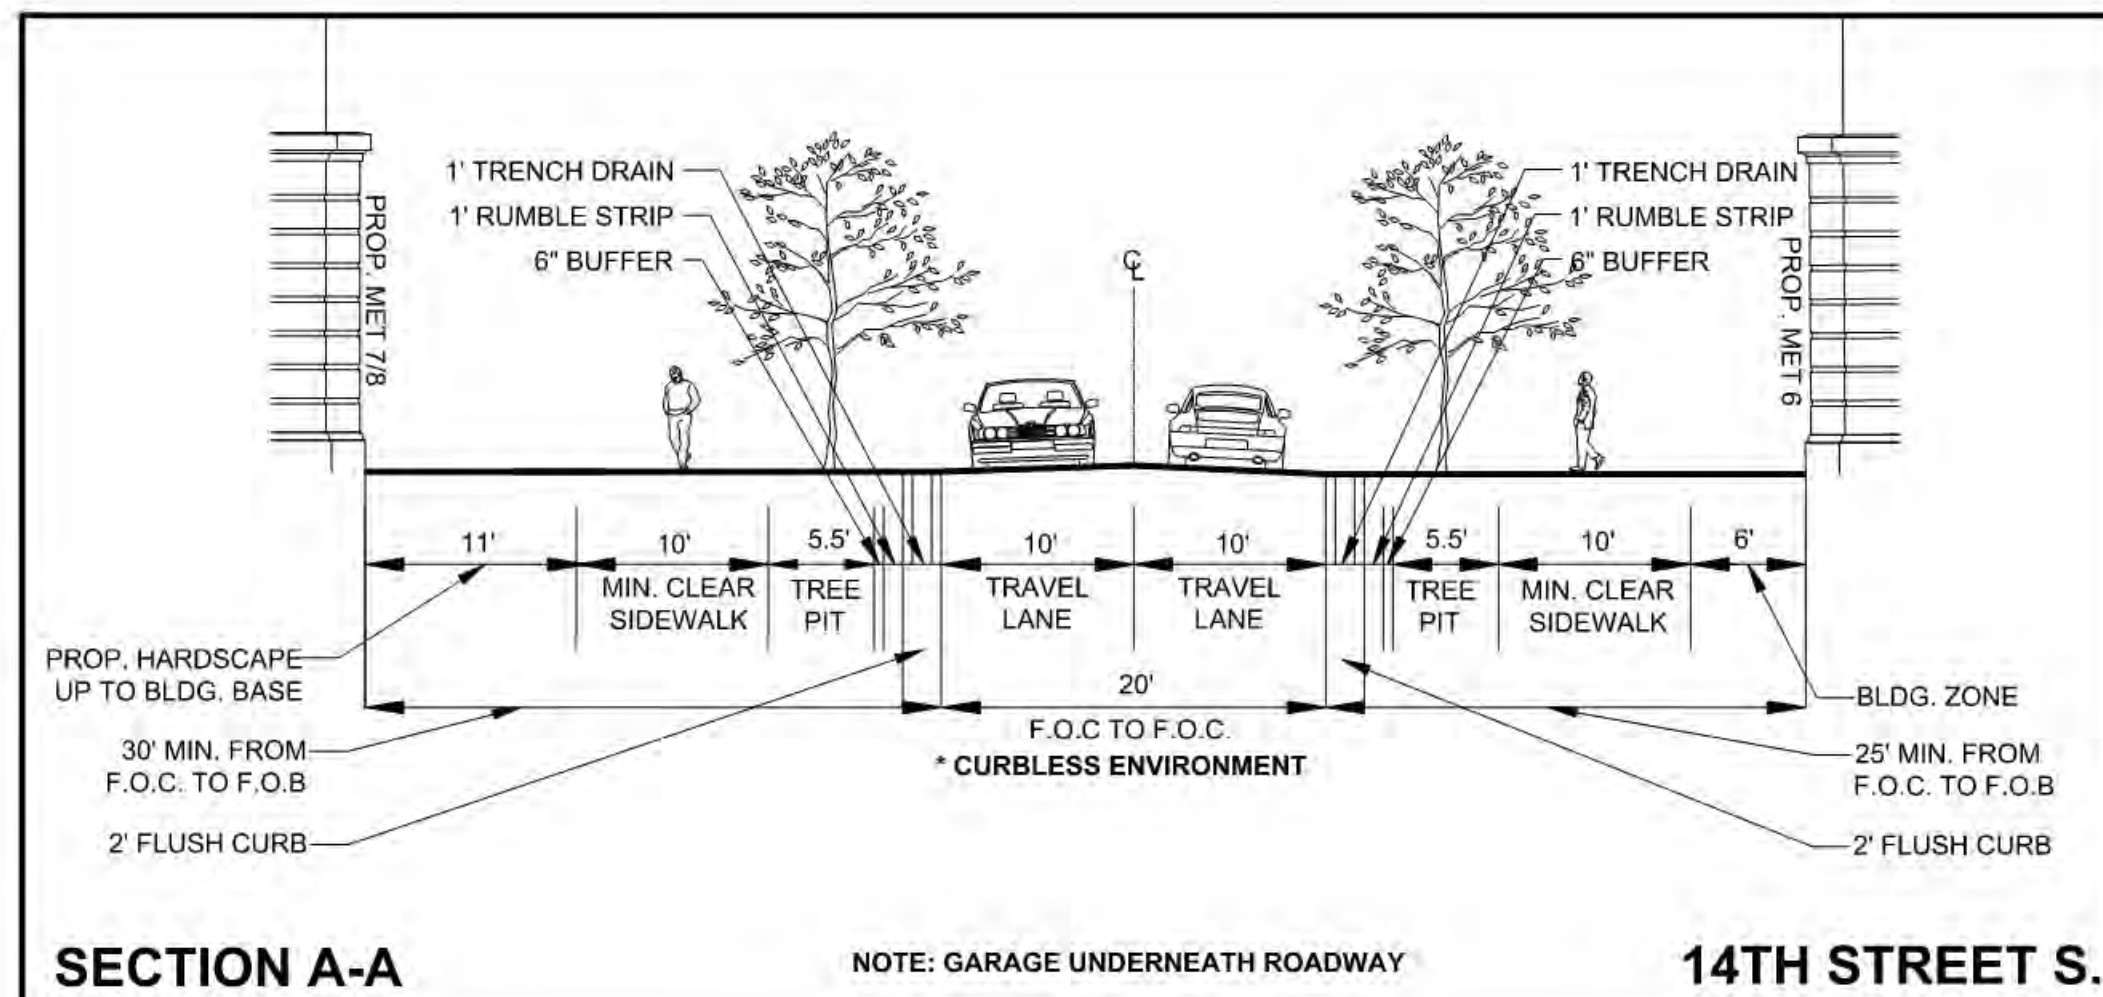 1' TRENCH DRAIN
1' RUMBLE STRIP
6" BUFFER
PROP. MET 7/8
CL
1' TRENCH DRAIN
1' RUMBLE STRIP
6" BUFFER
PROP. MET 6
11'
10'
MIN. CLEAR
SIDEWALK
5.5'
TREE
PIT
10'
TRAVEL
LANE
10'
TRAVEL
LANE
5.5'
TREE
PIT
10'
MIN. CLEAR
SIDEWALK
6'
PROP. HARDSCAPE
UP TO BLDG. BASE
30' MIN. FROM
F.O.C. TO F.O.B
2' FLUSH CURB
20'
F.O.C TO F.O.C.
* CURBLESS ENVIRONMENT
BLDG. ZONE
25' MIN. FROM
F.O.C. TO F.O.B
2' FLUSH CURB
SECTION A-A
NOTE: GARAGE UNDERNEATH ROADWAY
14TH STREET S.